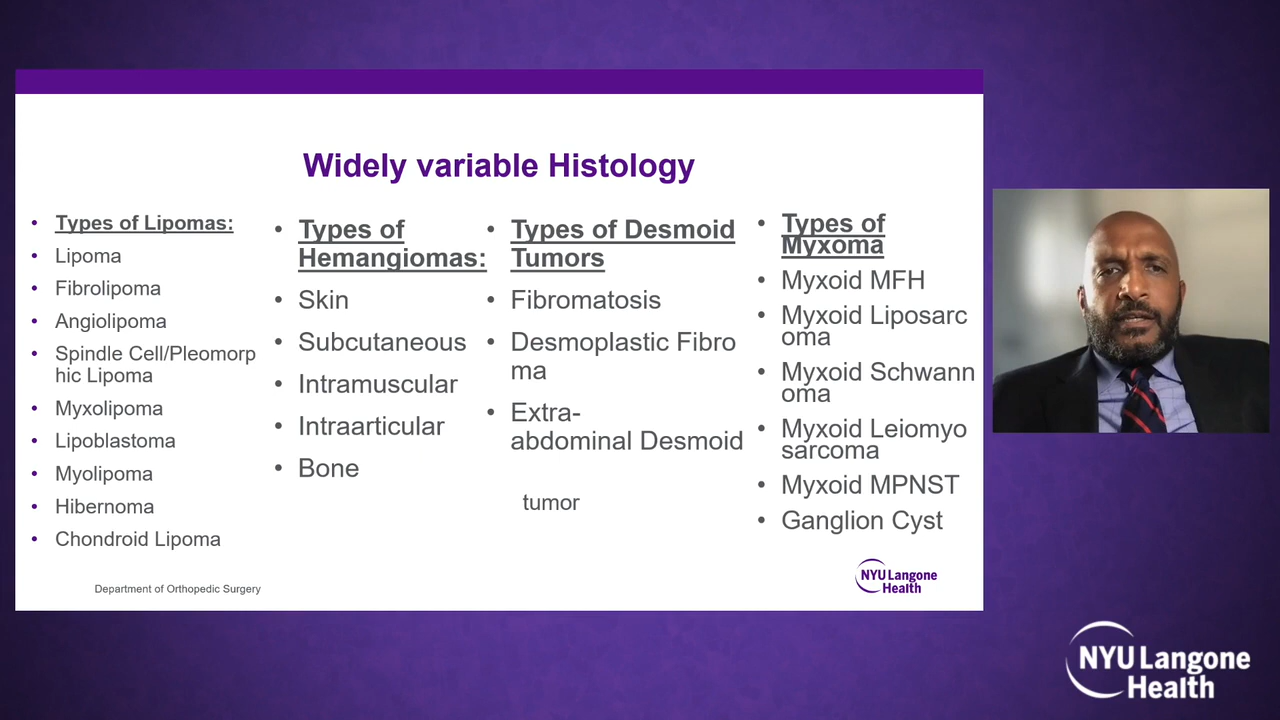 Widely variable Histology
Types of Lipomas:
Lipoma
Fibrolipoma
Angiolipoma
Spindle Cell/Pleomorp
hic Lipoma
Myxolipoma
Lipoblastoma
Myolipoma
Hibernoma
Chondroid Lipoma
Types of
Hemangiomas:
Skin
Subcutaneous
Intramuscular
Intraarticular
Bone
Types of Desmoid
Tumors
Fibromatosis
Desmoplastic Fibro
ma
Extra-
abdominal Desmoid
tumor
Types of
Myxoma
Myxoid MFH
Myxoid Liposarc
oma
Myxoid Schwann
oma
Myxoid Leiomyo
sarcoma
Myxoid MPNST
Ganglion Cyst
Department of Orthopedic Surgery
NYU Langone
Health
NYU Langone
Health